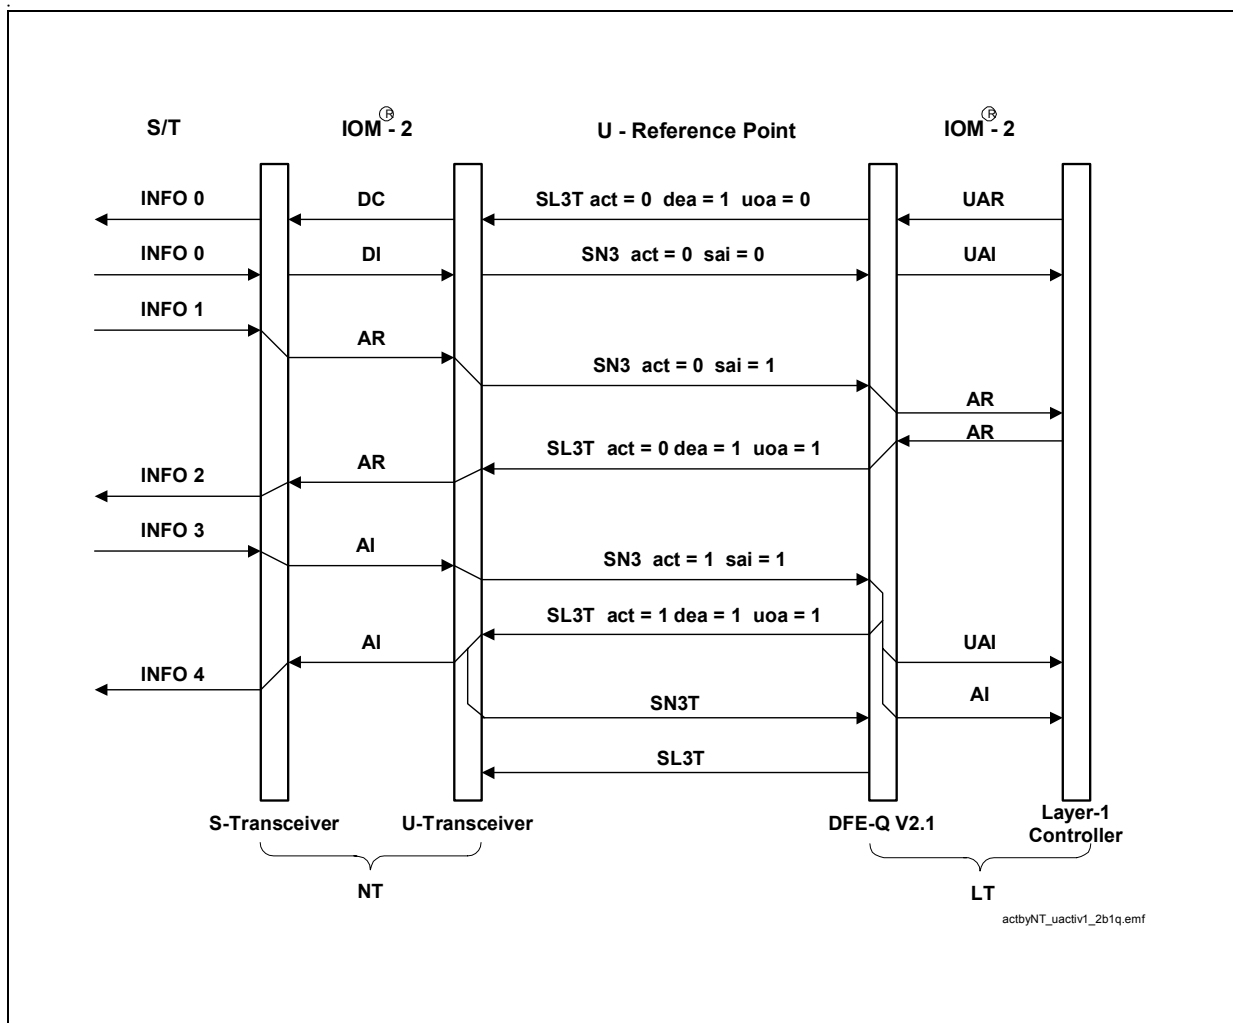 S/T IOM®- 2 U - Reference Point IOM®- 2
INFO 0 DC SL3T act = 0 dea = 1 uoa = 0 UAR
INFO 0 DI SN3 act = 0 sai = 0 UAI
INFO 1
AR
SN3 act = 0 sai = 1
AR
AR
SL3T act = 0 dea = 1 uoa = 1
AR
INFO 2
INFO 3
AI
SN3 act = 1 sai = 1
SL3T act = 1 dea = 1 uoa = 1
AI UAI
INFO 4
SN3T AI
SL3T
S-Transceiver U-Transceiver DFE-Q V2.1 Layer-1
Controller
NT LT
actbyNT_uactiv1_2b1q.emf